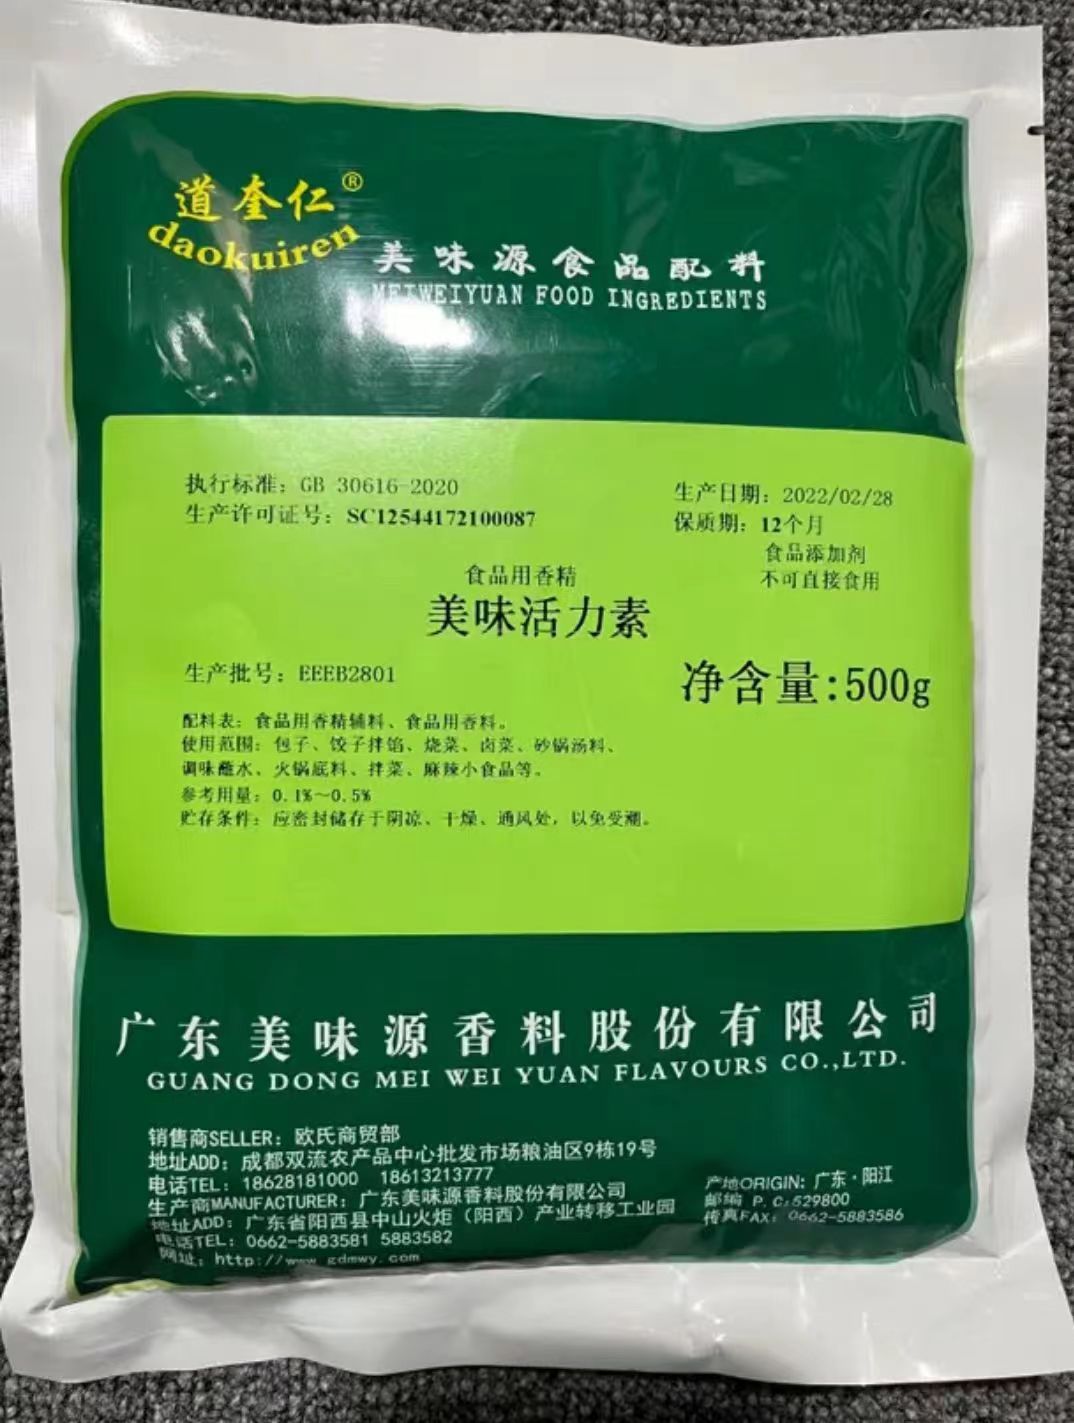 道奎仁®
daokuiren
美味源食品配料
MEIWEIYUAN FOOD INGREDIENTS
执行标准：GB 30616-2020
生产许可证号：SC12544172100087
生产日期：2022/02/28
保质期：12个月
食品添加剂
不可直接食用
食品用香精
美味活力素
生产批号：EEEB2801
净含量:500g
配料表：食品用香精辅料、食品用香料。
使用范围：包子、饺子拌馅、烧菜、卤菜、砂锅汤料、
调味蘸水、火锅底料、拌菜、麻辣小食品等。
参考用量：0.1%～0.5%
贮存条件：应密封储存于阴凉、干燥、通风处，以免受潮。
广东美味源香料股份有限公司
GUANG DONG MEI WEI YUAN FLAVOURS CO.,LTD.
销售商SELLER：欧氏商贸部
地址ADD：成都双流农产品中心批发市场粮油区9栋19号
电话TEL：18628181000 18613213777
生产商MANUFACTURER：广东美味源香料股份有限公司
地址ADD：广东省阳西县中山火炬（阳西）产业转移工业园
电话TEL：0662-5883581 5883582
网址：http://www.gdmwy.com
产地ORIGIN：广东·阳江
邮编 P.C:529800
传真FAX：0662-5883586